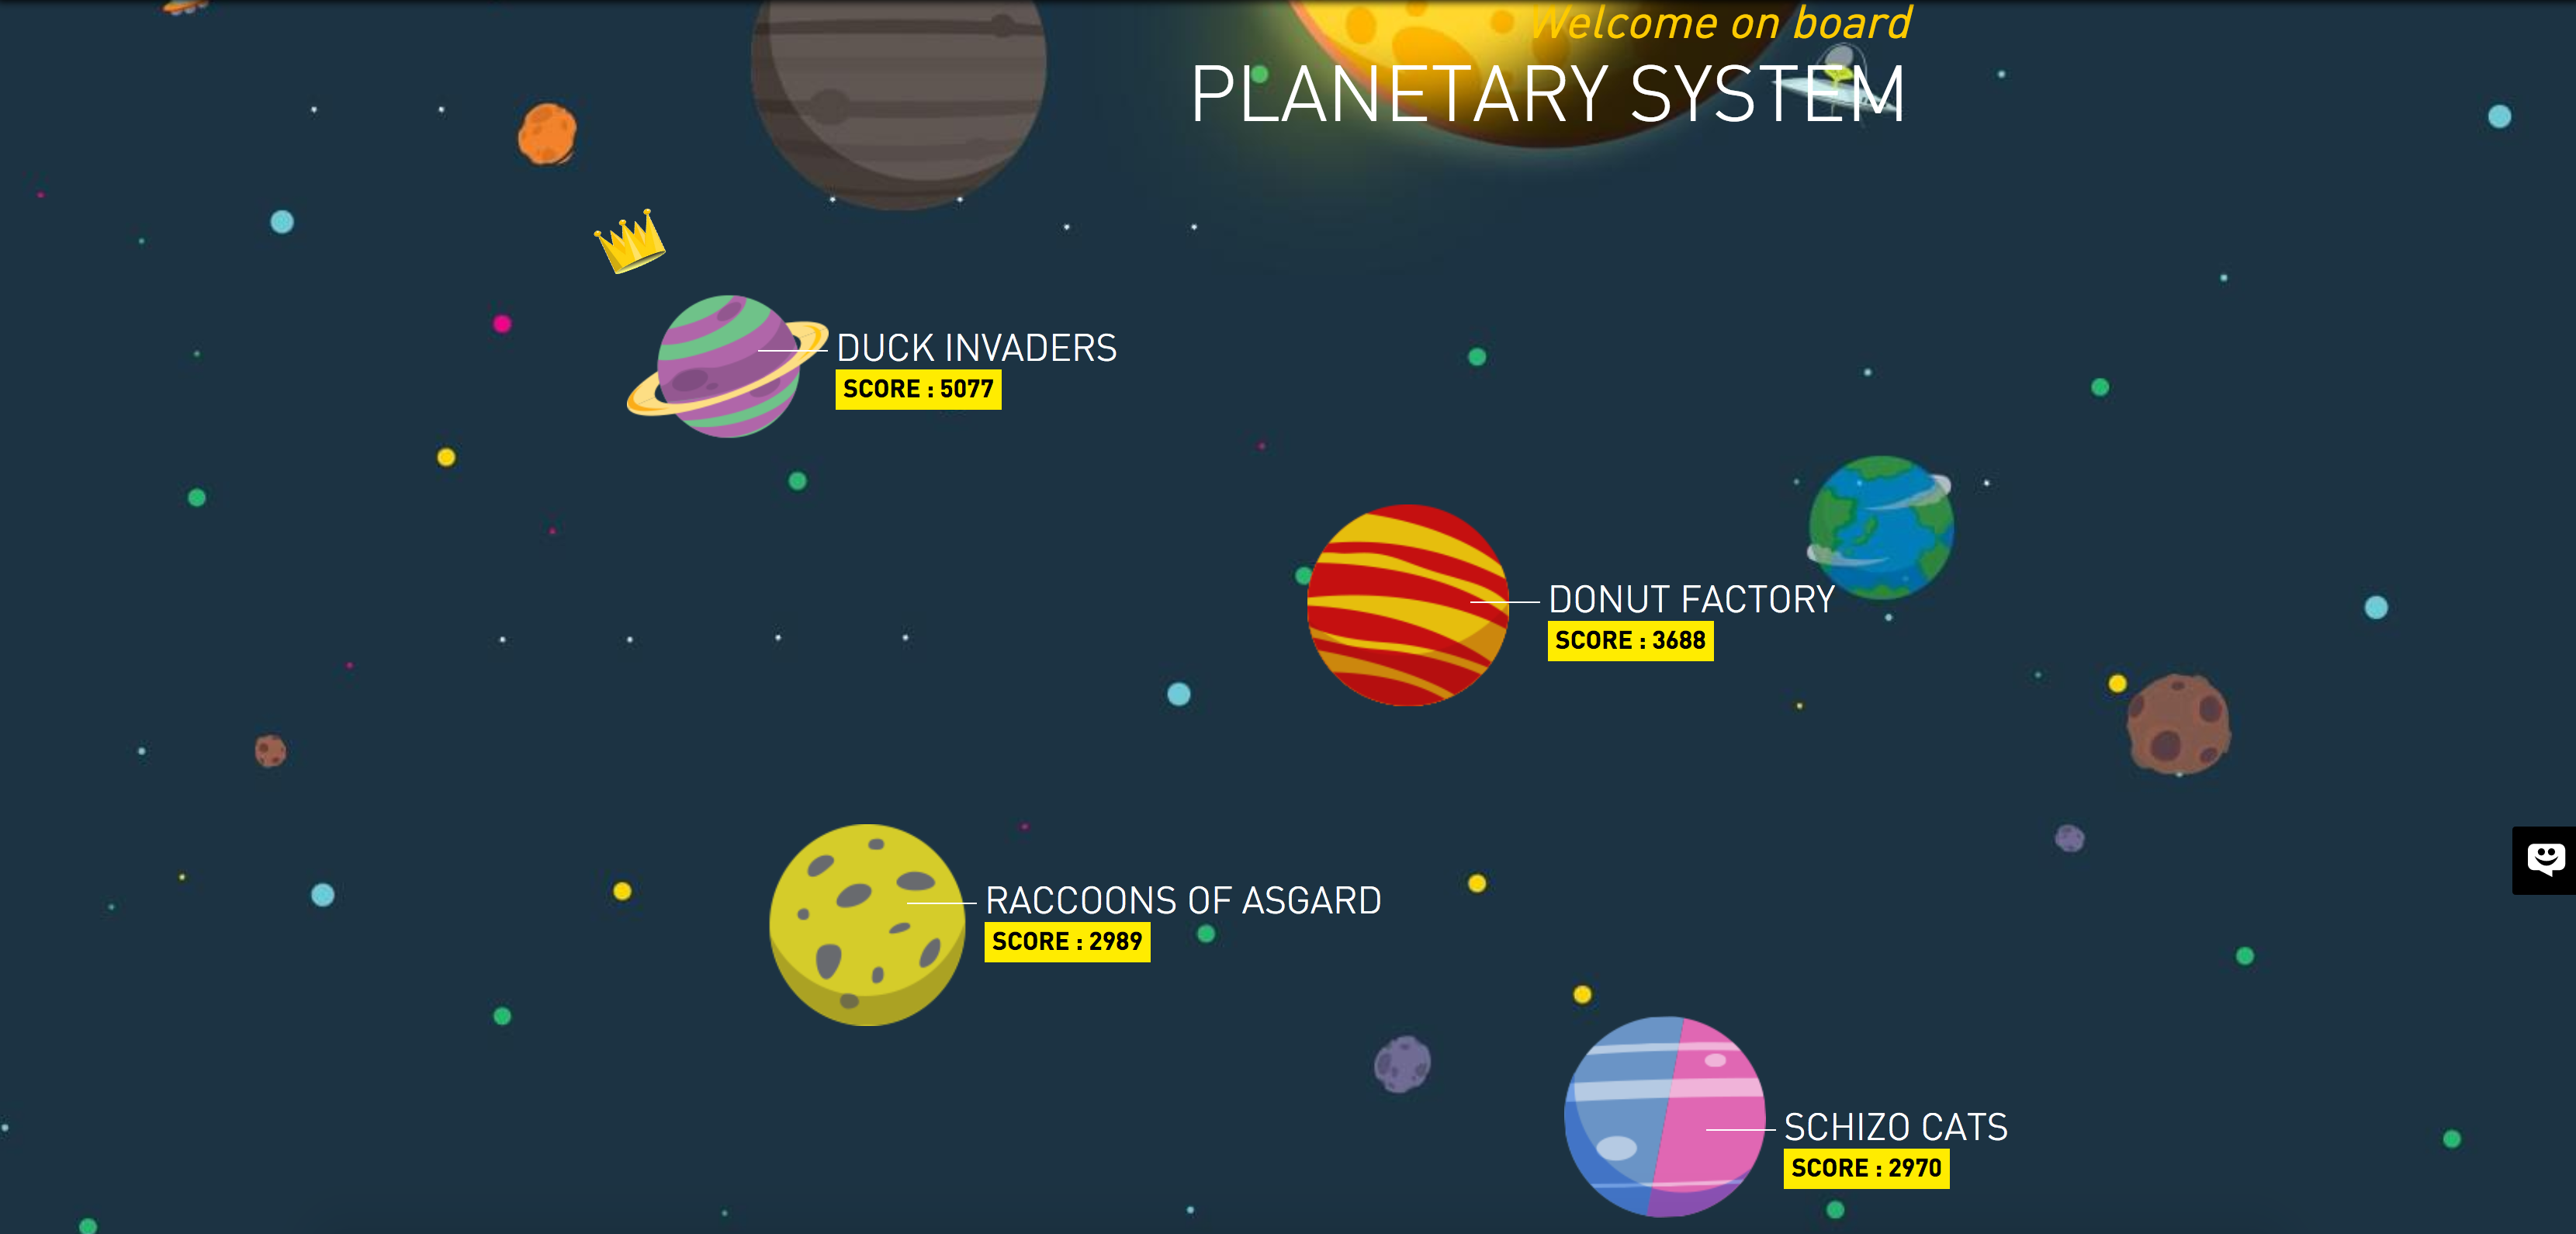 Welcome on board
PLANETARY SYSTEM
DUCK INVADERS
SCORE : 5077
DONUT FACTORY
SCORE : 3688
RACCOONS OF ASGARD
SCORE : 2989
SCHIZO CATS
SCORE : 2970